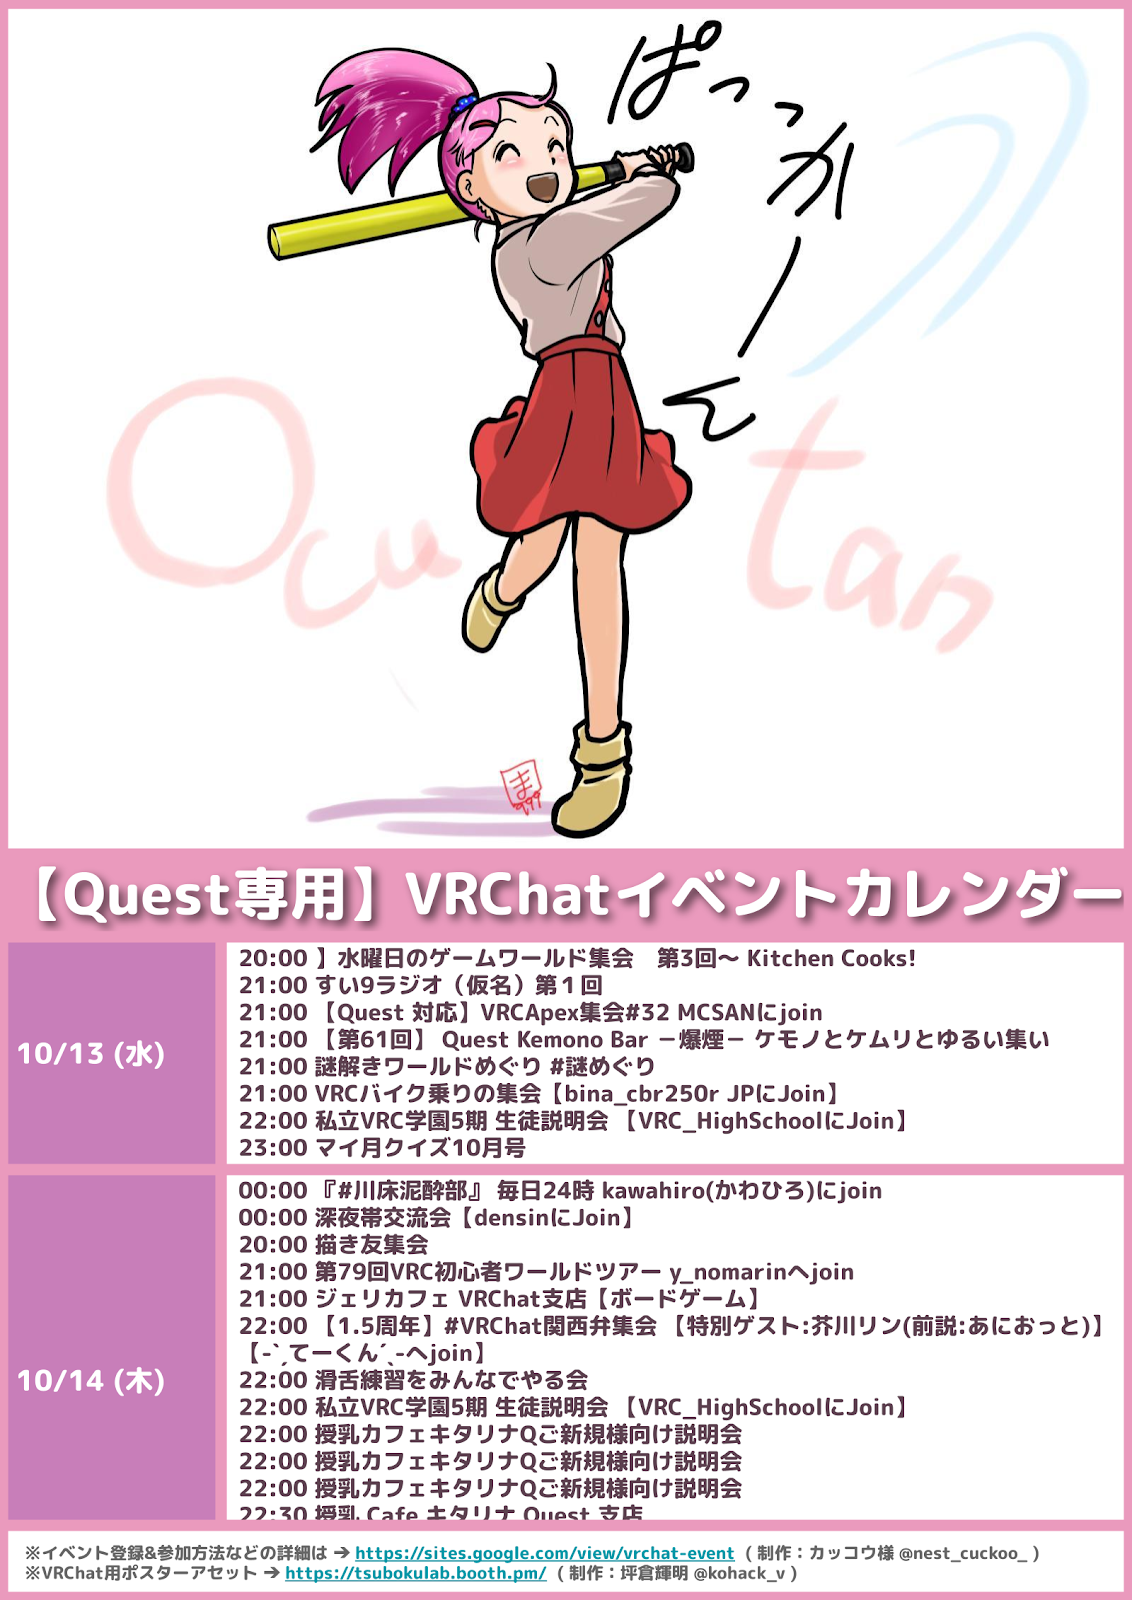 ぱっっかーん
Ocutan
ま
999
【Quest専用】VRChatイベントカレンダー
10/13 (水)
20:00 】水曜日のゲームワールド集会　第3回〜 Kitchen Cooks!
21:00 すい9ラジオ（仮名）第１回
21:00 【Quest 対応】VRCApex集会#32 MCSANにjoin
21:00 【第61回】 Quest Kemono Bar －爆煙－ ケモノとケムリとゆるい集い
21:00 謎解きワールドめぐり #謎めぐり
21:00 VRCバイク乗りの集会【bina_cbr250r JPにJoin】
22:00 私立VRC学園5期 生徒説明会 【VRC_HighSchoolにJoin】
23:00 マイ月クイズ10月号
10/14 (木)
00:00 『#川床泥酔部』 毎日24時 kawahiro(かわひろ)にjoin
00:00 深夜帯交流会【densinにJoin】
20:00 描き友集会
21:00 第79回VRC初心者ワールドツアー y_nomarinへjoin
21:00 ジェリカフェ VRChat支店【ボードゲーム】
22:00 【1.5周年】#VRChat関西弁集会 【特別ゲスト:芥川リン(前説:あにおっと)】
【-`ˏてーくん´ˎ-へjoin】
22:00 滑舌練習をみんなでやる会
22:00 私立VRC学園5期 生徒説明会 【VRC_HighSchoolにJoin】
22:00 授乳カフェキタリナQご新規様向け説明会
22:00 授乳カフェキタリナQご新規様向け説明会
22:00 授乳カフェキタリナQご新規様向け説明会
22:30 授乳 Cafe キタリナ Quest 支店
※イベント登録&参加方法などの詳細は ➔ https://sites.google.com/view/vrchat-event （ 制作：カッコウ様 @nest_cuckoo_ ）
※VRChat用ポスターアセット ➔ https://tsubokulab.booth.pm/ （ 制作：坪倉輝明 @kohack_v ）